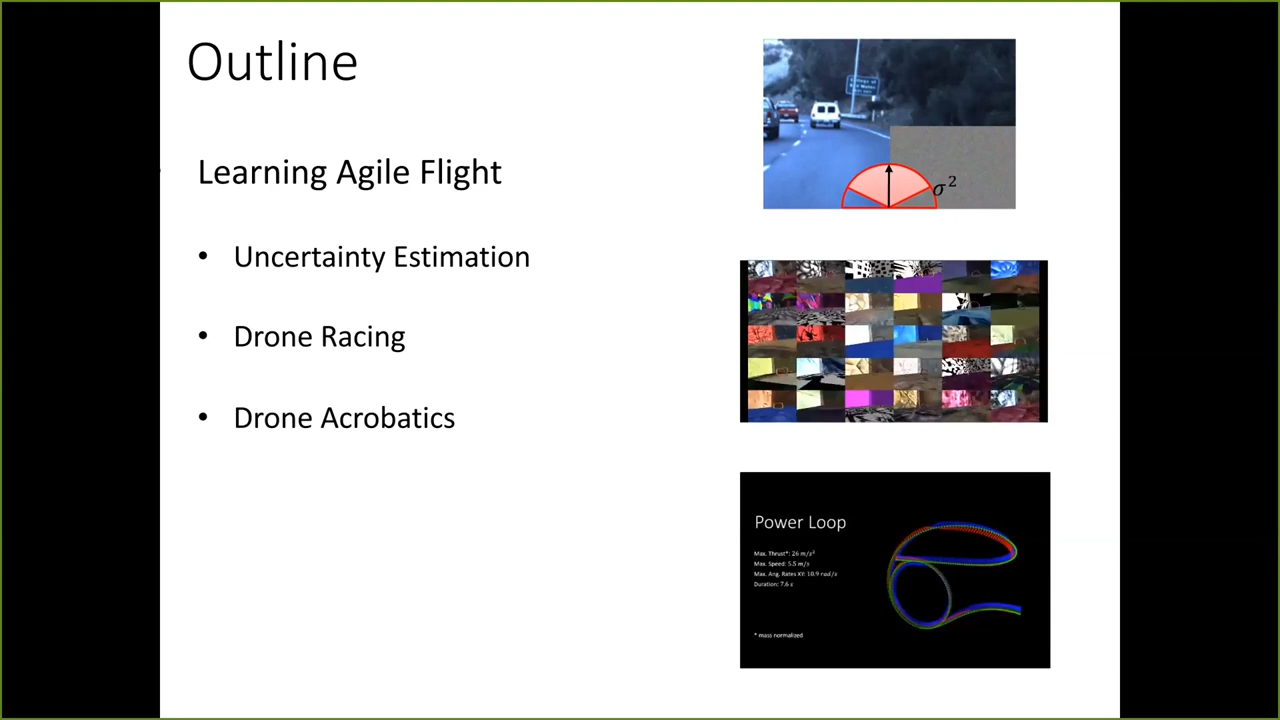 Outline
Learning Agile Flight
• Uncertainty Estimation
• Drone Racing
• Drone Acrobatics
σ²
Power Loop
Max. Thrust*: 26 m/s²
Max. Speed: 5.5 m/s
Max. Ang. Rates XY: 10.9 rad/s
Duration: 7.6 s
* mass normalized